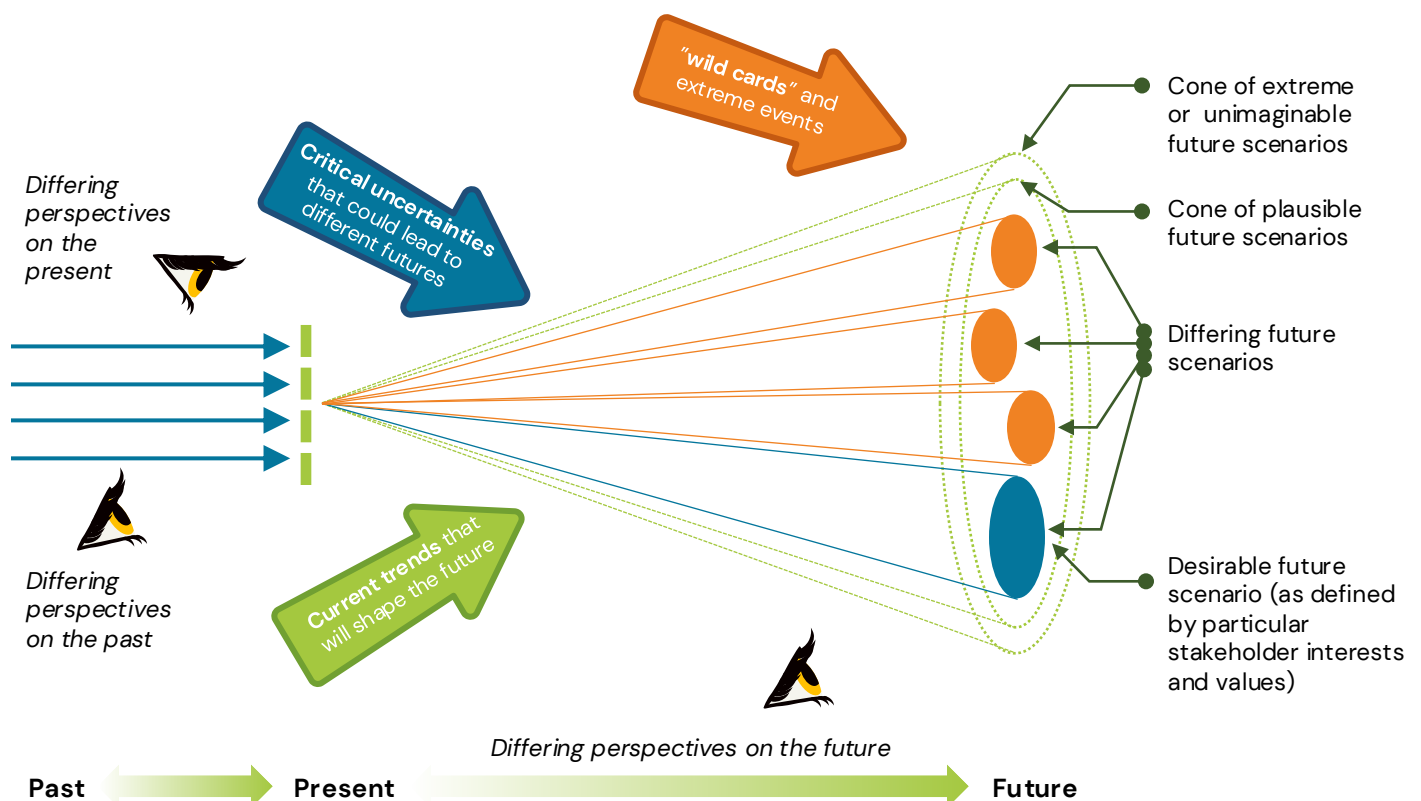 "wild cards" and
extreme events
Cone of extreme
or unimaginable
future scenarios
Critical uncertainties
that could lead to
different futures
Differing
perspectives
on the
present
Cone of plausible
future scenarios
Differing future
scenarios
Current trends that
will shape the future
Differing
perspectives
on the past
Desirable future
scenario (as defined
by particular
stakeholder interests
and values)
Differing perspectives on the future
Past
Present
Future